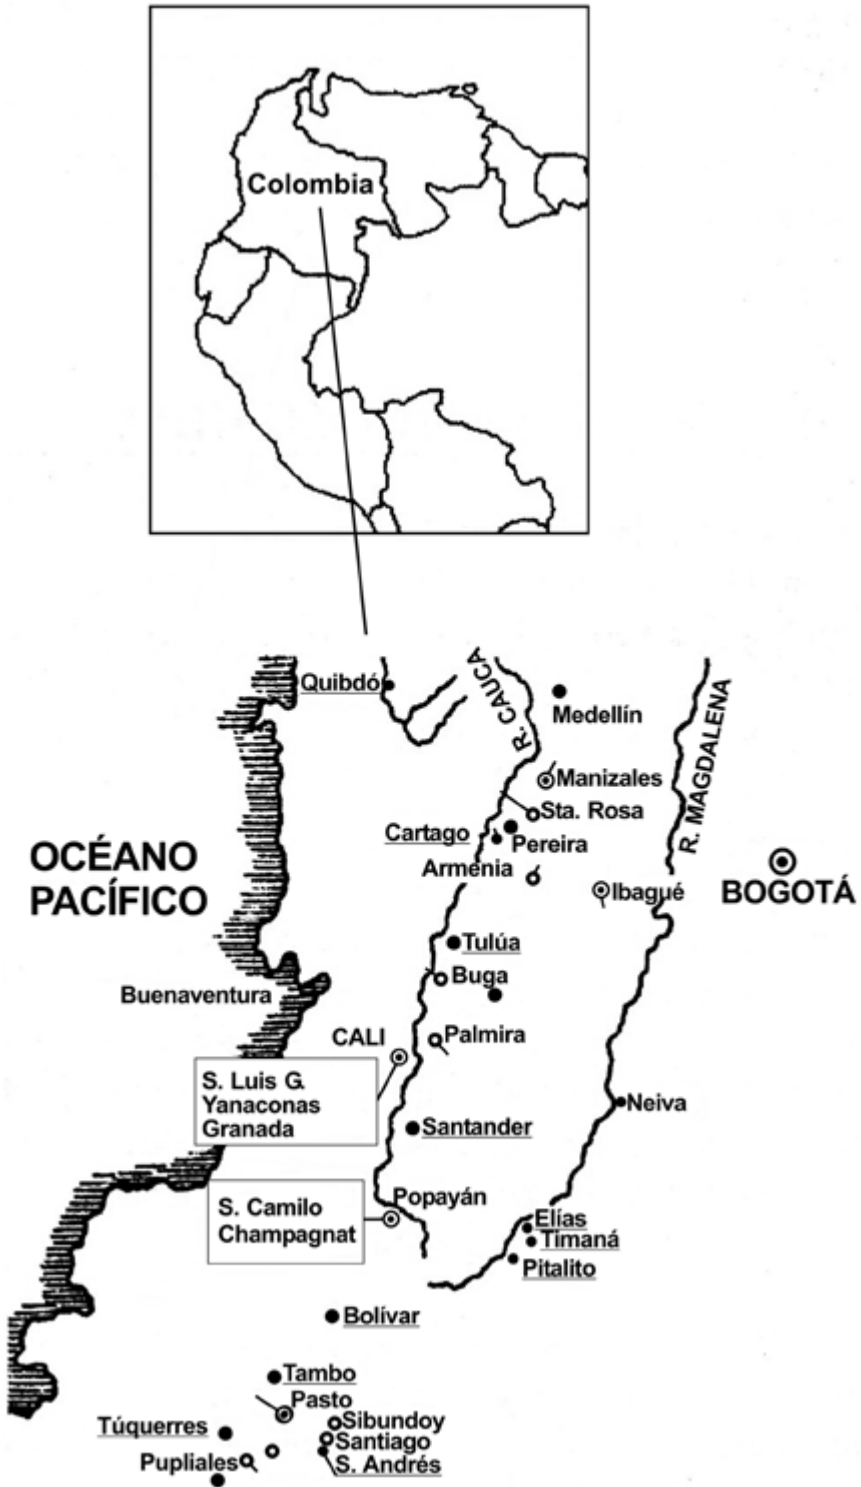 Colombia
Quibdó
R. CAUCA
Medellín
R. MAGDALENA
Manizales
Sta. Rosa
Cartago
Pereira
OCÉANO
PACÍFICO
Armenia
Ibagué
BOGOTÁ
Tulúa
Buga
Buenaventura
CALI
Palmira
S. Luis G.
Yanaconas
Granada
Neiva
Santander
Popayán
S. Camilo
Champagnat
Elías
Timaná
Pitalito
Bolívar
Tambo
Pasto
Túquerres
Sibundoy
Santiago
Pupliales
S. Andrés